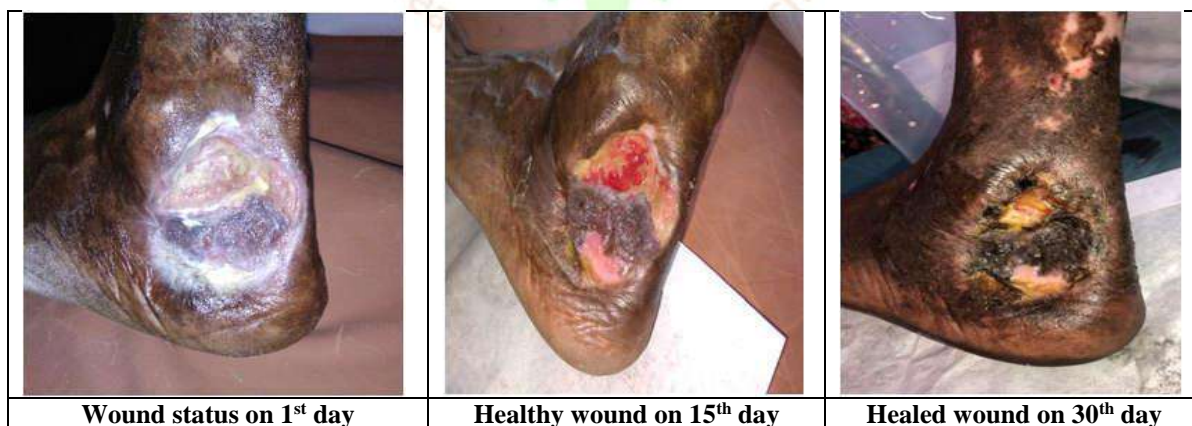 Wound status on 1st day
Healthy wound on 15th day
Healed wound on 30th day